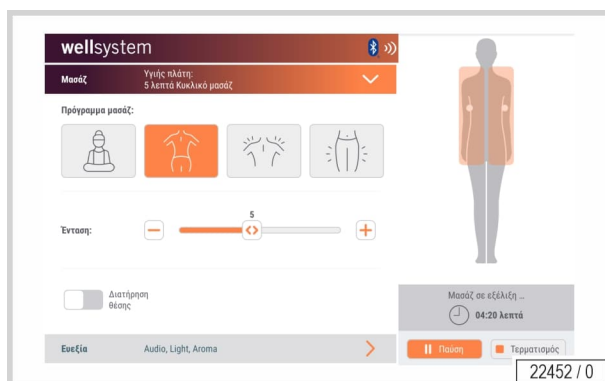 wellsystem
Μασάζ
Υγιής πλάτη:
5 λεπτά Κυκλικό μασάζ
Πρόγραμμα μασάζ:
5
Ένταση:
Διατήρηση
θέσης
Ευεξία
Audio, Light, Aroma
Μασάζ σε εξέλιξη ...
04:20 λεπτά
Παύση
Τερματισμός
22452 / 0